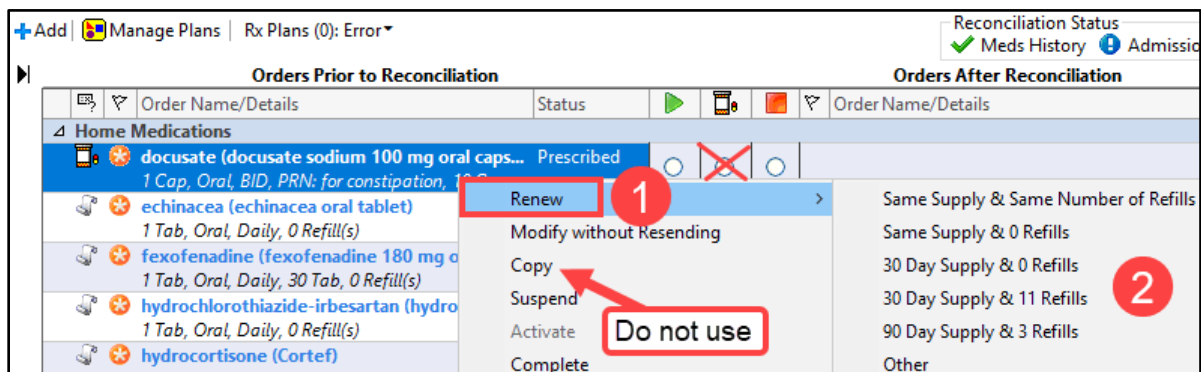 Add Manage Plans Rx Plans (0): Error
Reconciliation Status
Meds History Admissio
Orders Prior to Reconciliation
Orders After Reconciliation
Order Name/Details Status Order Name/Details
Home Medications
docusate (docusate sodium 100 mg oral caps... Prescribed
1 Cap, Oral, BID, PRN: for constipation,
echinacea (echinacea oral tablet)
1 Tab, Oral, Daily, 0 Refill(s)
fexofenadine (fexofenadine 180 mg o
1 Tab, Oral, Daily, 30 Tab, 0 Refill(s)
hydrochlorothiazide-irbesartan (hydro
1 Tab, Oral, Daily, 0 Refill(s)
hydrocortisone (Cortef)
Renew
1
Modify without Resending
Copy
Suspend
Activate
Complete
Do not use
Same Supply & Same Number of Refills
Same Supply & 0 Refills
30 Day Supply & 0 Refills
30 Day Supply & 11 Refills
90 Day Supply & 3 Refills
Other
2